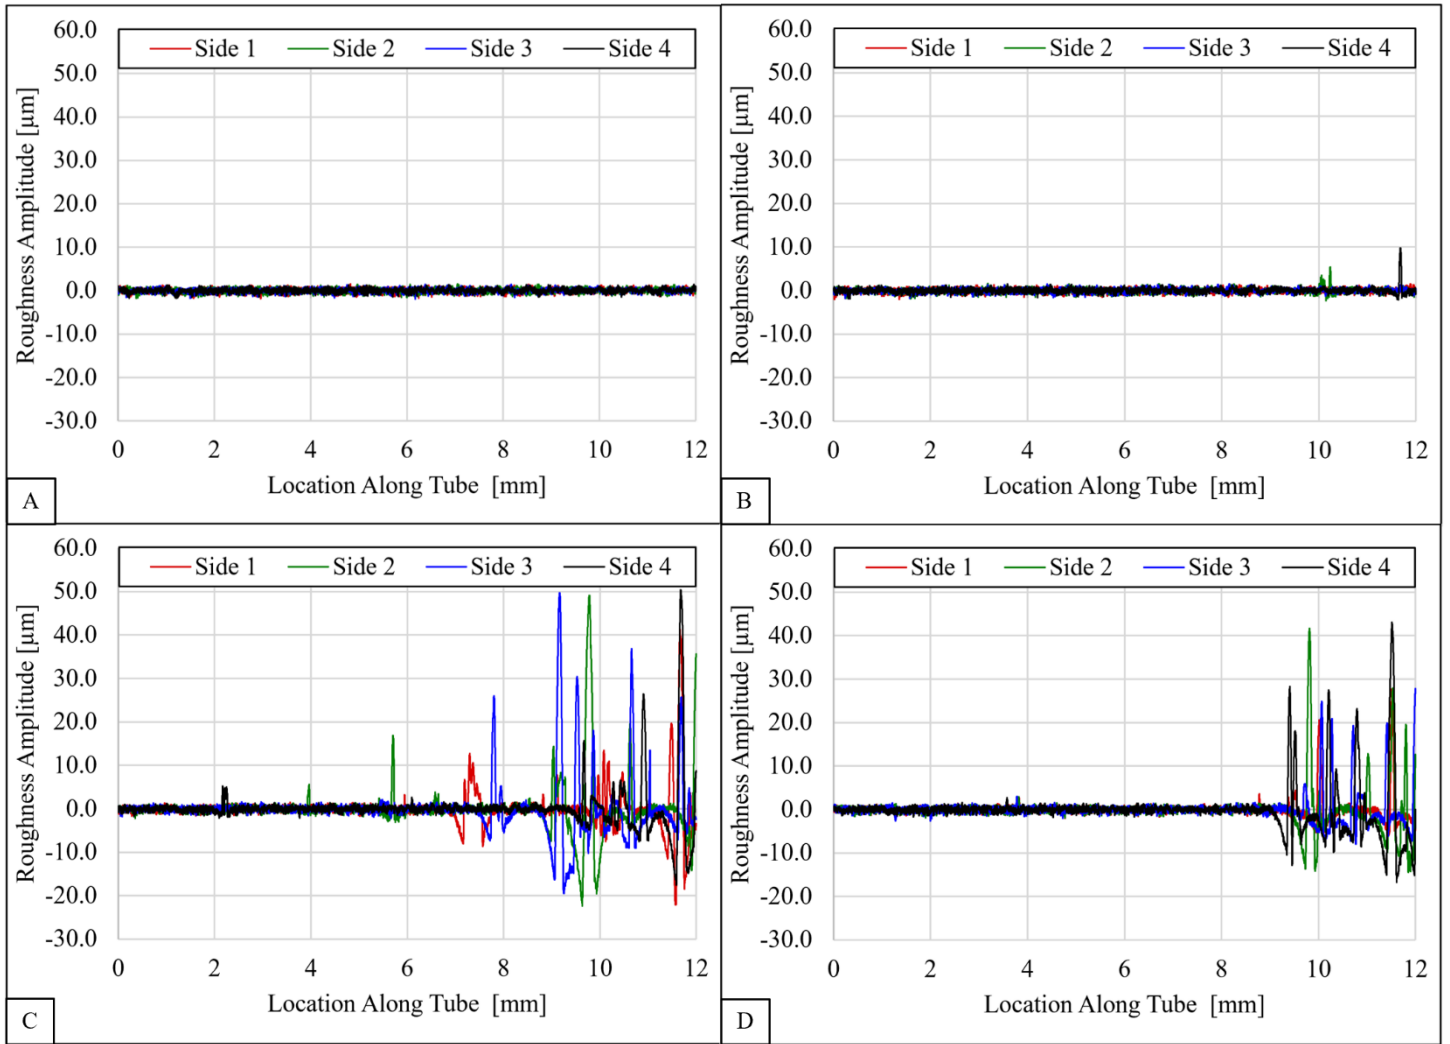 Side 1 Side 2 Side 3 Side 4
Roughness Amplitude [µm]
60.0
50.0
40.0
30.0
20.0
10.0
0.0
-10.0
-20.0
-30.0
0 2 4 6 8 10 12
Location Along Tube [mm]
A
Side 1 Side 2 Side 3 Side 4
Roughness Amplitude [µm]
60.0
50.0
40.0
30.0
20.0
10.0
0.0
-10.0
-20.0
-30.0
0 2 4 6 8 10 12
Location Along Tube [mm]
B
Side 1 Side 2 Side 3 Side 4
Roughness Amplitude [µm]
60.0
50.0
40.0
30.0
20.0
10.0
0.0
-10.0
-20.0
-30.0
0 2 4 6 8 10 12
Location Along Tube [mm]
C
Side 1 Side 2 Side 3 Side 4
Roughness Amplitude [µm]
60.0
50.0
40.0
30.0
20.0
10.0
0.0
-10.0
-20.0
-30.0
0 2 4 6 8 10 12
Location Along Tube [mm]
D